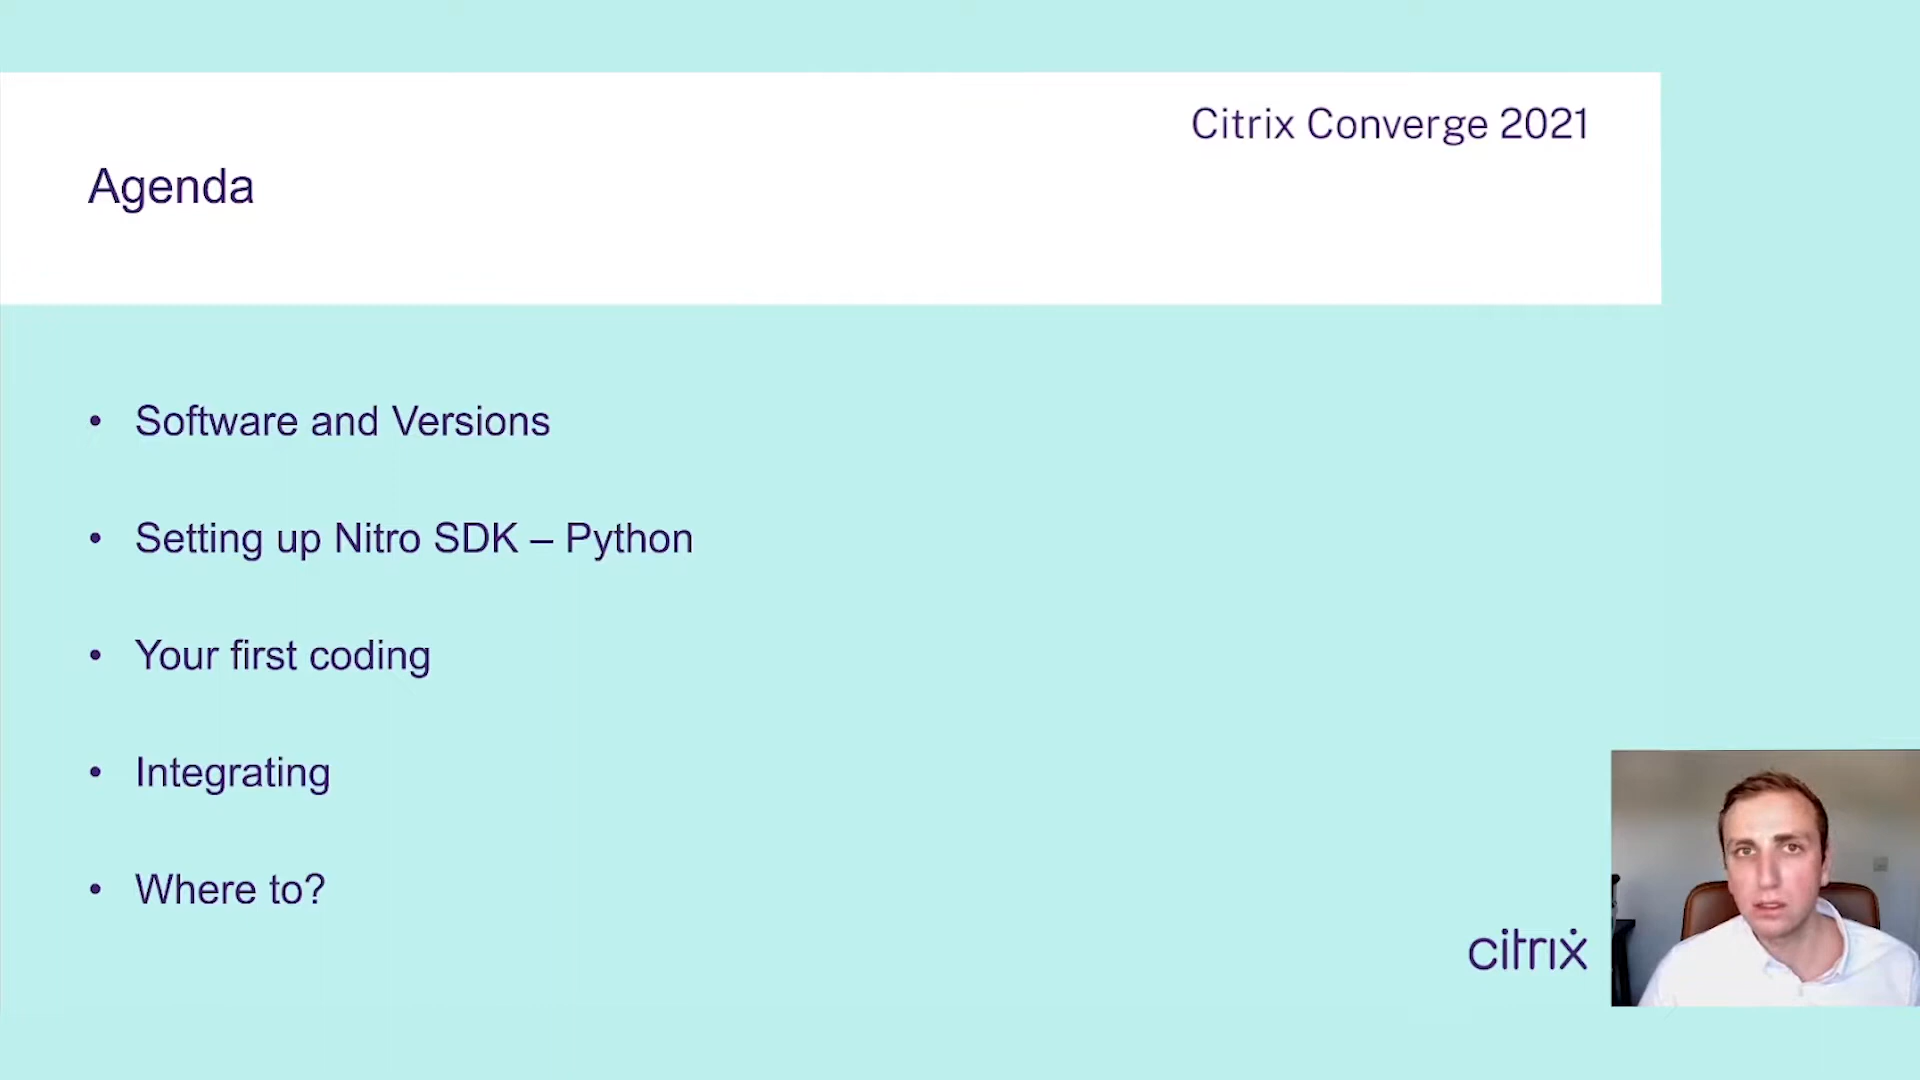 Citrix Converge 2021
Agenda
• Software and Versions
• Setting up Nitro SDK – Python
• Your first coding
• Integrating
• Where to?
citrix